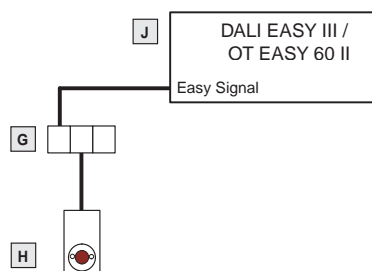 J
DALI EASY III /
OT EASY 60 II
Easy Signal
G
H